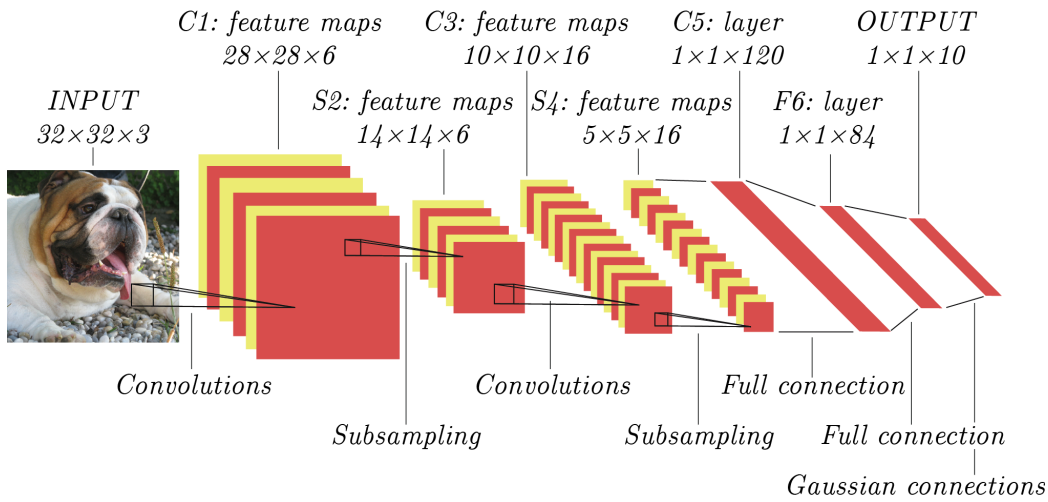 C1: feature maps
28×28×6
C3: feature maps
10×10×16
C5: layer
1×1×120
OUTPUT
1×1×10
INPUT
32×32×3
S2: feature maps
14×14×6
S4: feature maps
5×5×16
F6: layer
1×1×84
Convolutions
Convolutions
Full connection
Subsampling
Subsampling
Full connection
Gaussian connections